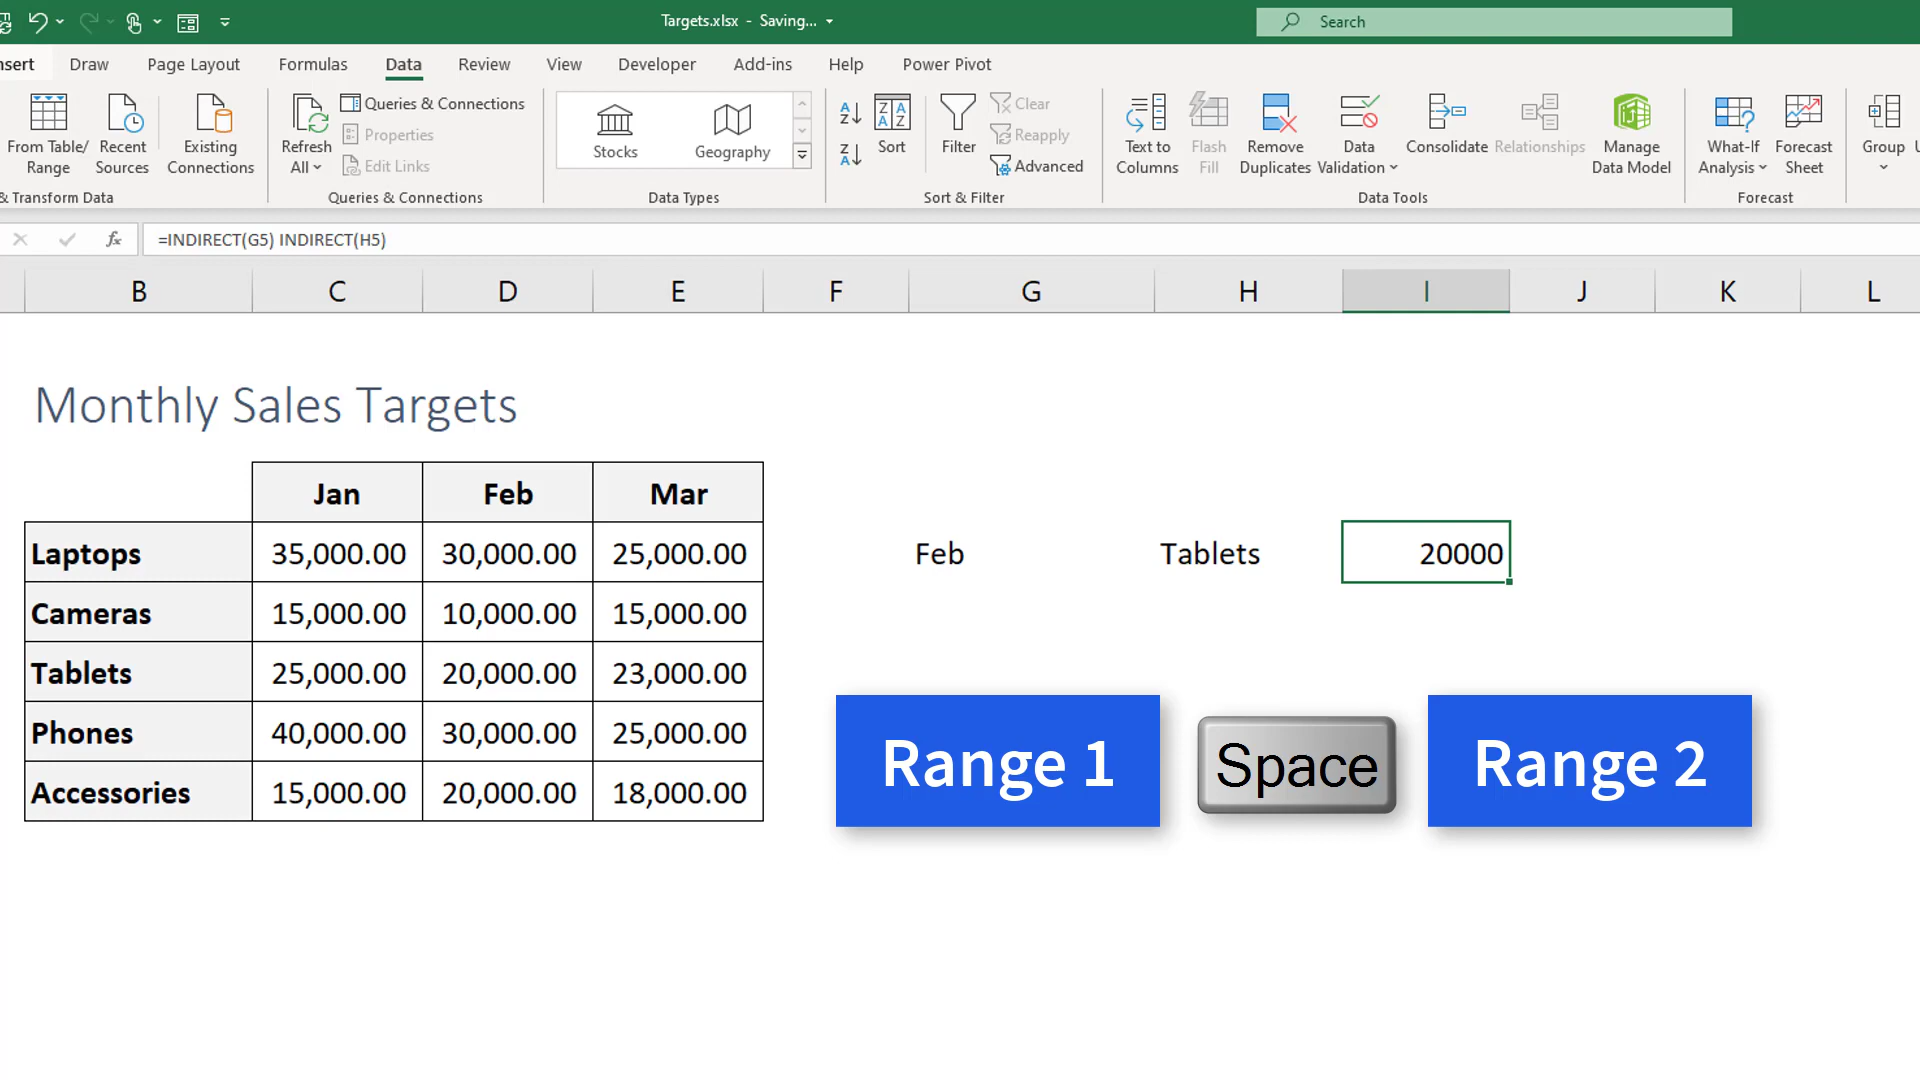 Targets.xlsx - Saving...
Search
nsert Draw Page Layout Formulas Data Review View Developer Add-ins Help Power Pivot
From Table/ Range
Recent Sources
Existing Connections
Refresh All
Queries & Connections
Properties
Edit Links
Stocks
Geography
Sort
Filter
Clear
Reapply
Advanced
Text to Columns
Flash Fill
Remove Duplicates
Data Validation
Consolidate
Relationships
Manage Data Model
What-If Analysis
Forecast Sheet
Group
& Transform Data
Queries & Connections
Data Types
Sort & Filter
Data Tools
Forecast
fx =INDIRECT(G5) INDIRECT(H5)
B C D E F G H I J K L
Monthly Sales Targets
Jan Feb Mar
Laptops 35,000.00 30,000.00 25,000.00 Feb Tablets 20000
Cameras 15,000.00 10,000.00 15,000.00
Tablets 25,000.00 20,000.00 23,000.00
Phones 40,000.00 30,000.00 25,000.00
Accessories 15,000.00 20,000.00 18,000.00
Range 1 Space Range 2